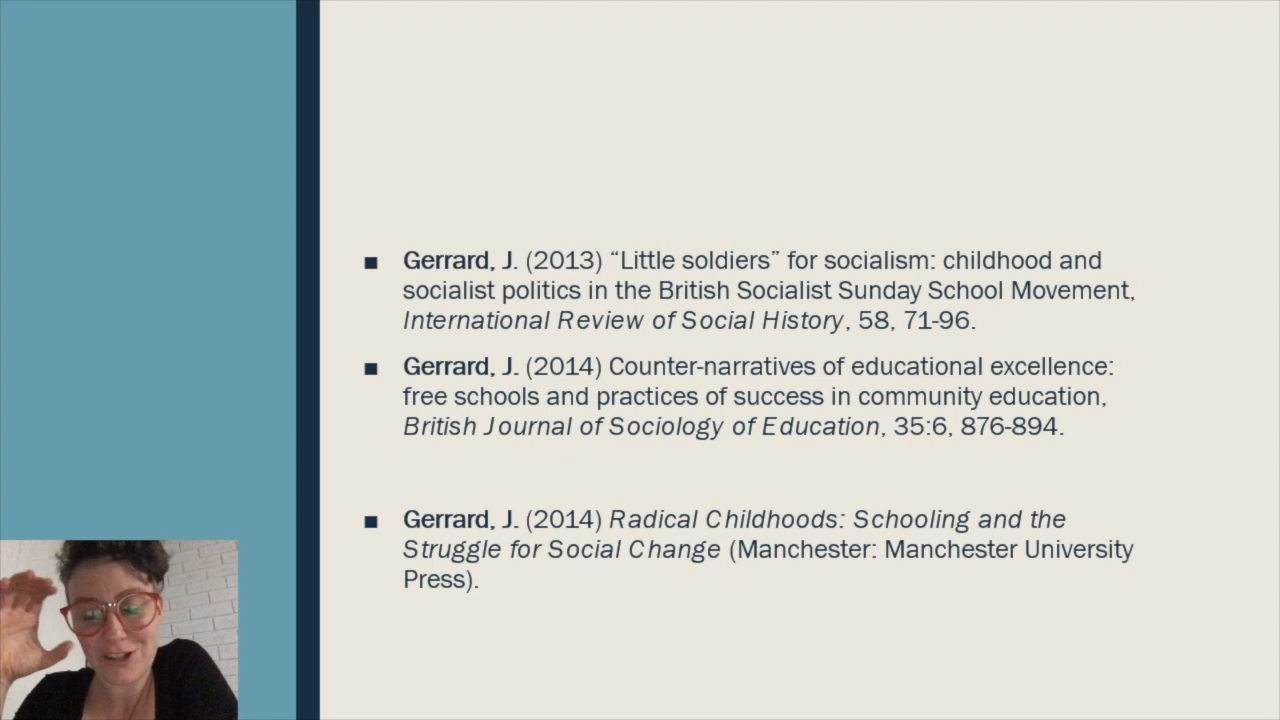 ■ Gerrard, J. (2013) “Little soldiers” for socialism: childhood and
socialist politics in the British Socialist Sunday School Movement,
International Review of Social History, 58, 71-96.
■ Gerrard, J. (2014) Counter-narratives of educational excellence:
free schools and practices of success in community education,
British Journal of Sociology of Education, 35:6, 876-894.
■ Gerrard, J. (2014) Radical Childhoods: Schooling and the
Struggle for Social Change (Manchester: Manchester University
Press).